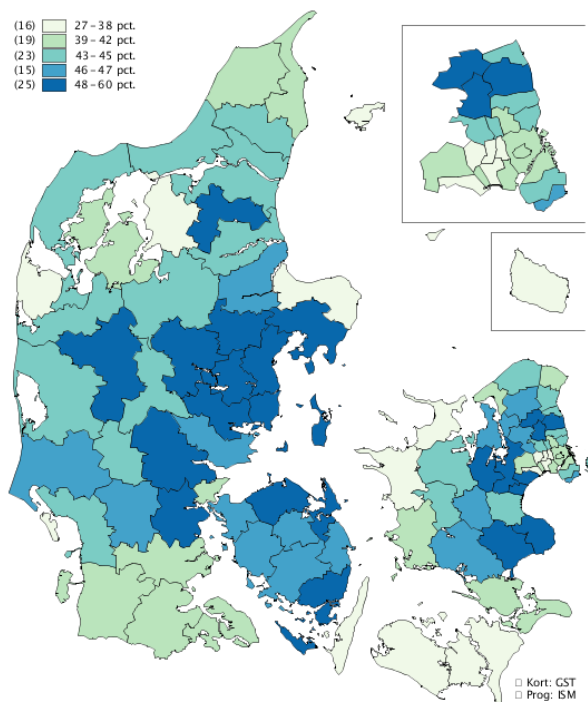 (16) 27-38 pct.
(19) 39-42 pct.
(23) 43-45 pct.
(15) 46-47 pct.
(25) 48-60 pct.
□ Kort: GST
□ Prog: ISM